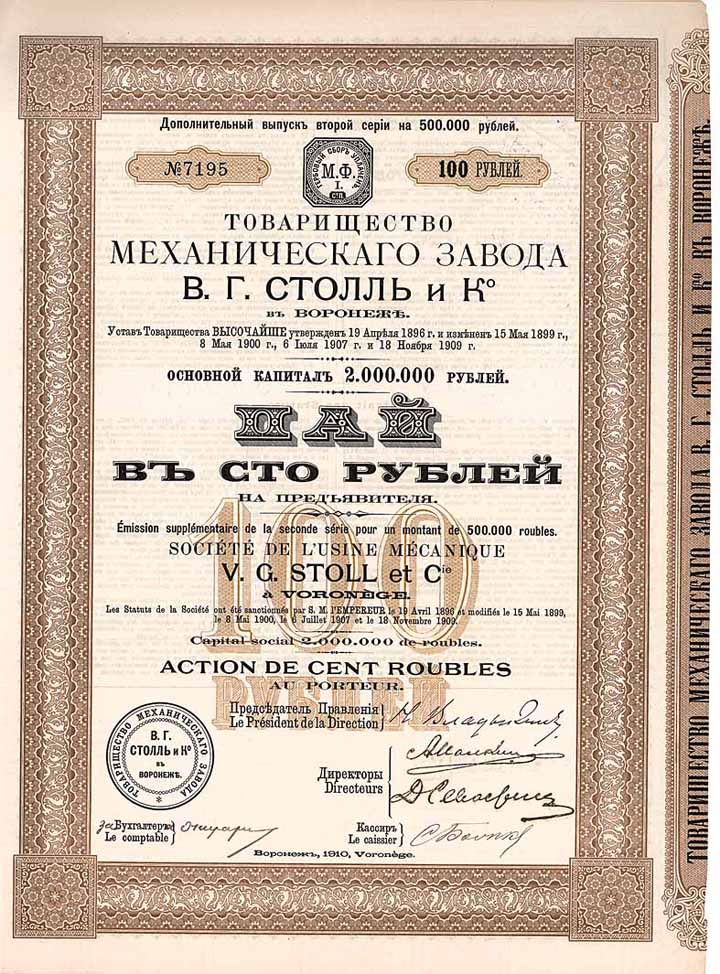 Дополнительный выпускъ второй серіи на 500.000 рублей.
№7195
ГЕРБОВЫЙ СБОРЪ УПЛАЧЕНЪ.
М.Ф.
I.
СП.
100 РУБЛЕЙ.
ТОВАРИЩЕСТВО
МЕХАНИЧЕСКАГО ЗАВОДА
В. Г. СТОЛЛЬ и Кº
въ ВОРОНЕЖѢ.
Уставъ Товарищества ВЫСОЧАЙШЕ утвержденъ 19 Апрѣля 1896 г. и измѣненъ 15 Мая 1899 г.,
8 Мая 1900 г., 6 Іюля 1907 г. и 18 Ноября 1909 г.
ОСНОВНОЙ КАПИТАЛЪ 2.000.000 РУБЛЕЙ.
ПАЙ
ВЪ СТО РУБЛЕЙ
НА ПРЕДЪЯВИТЕЛЯ.
100
РУБЛЕЙ
Émission supplémentaire de la seconde série pour un montant de 500.000 roubles.
SOCIÉTÉ DE L'USINE MÉCANIQUE
V. G. STOLL et Cie
à VORONÈGE.
Les Statuts de la Société ont été sanctionnés par S. M. l'EMPEREUR le 19 Avril 1896 et modifiés le 15 Mai 1899,
le 8 Mai 1900, le 6 Juillet 1907 et le 18 Novembre 1909.
Capital social 2.000.000 de roubles.
ACTION DE CENT ROUBLES
AU PORTEUR.
Предсѣдатель Правленія
Le Président de la Direction
ТОВАРИЩЕСТВО МЕХАНИЧЕСКАГО ЗАВОДА
В. Г.
СТОЛЛЬ и Кº
въ
ВОРОНЕЖѢ.
Директоры
Directeurs
за Бухгалтеръ
Le comptable
Кассиръ
Le caissier
Воронежъ, 1910, Voronège.
ТОВАРИЩЕСТВО МЕХАНИЧЕСКАГО ЗАВОДА В. Г. СТОЛЛЬ И Кº ВЪ ВОРОНЕЖѢ.